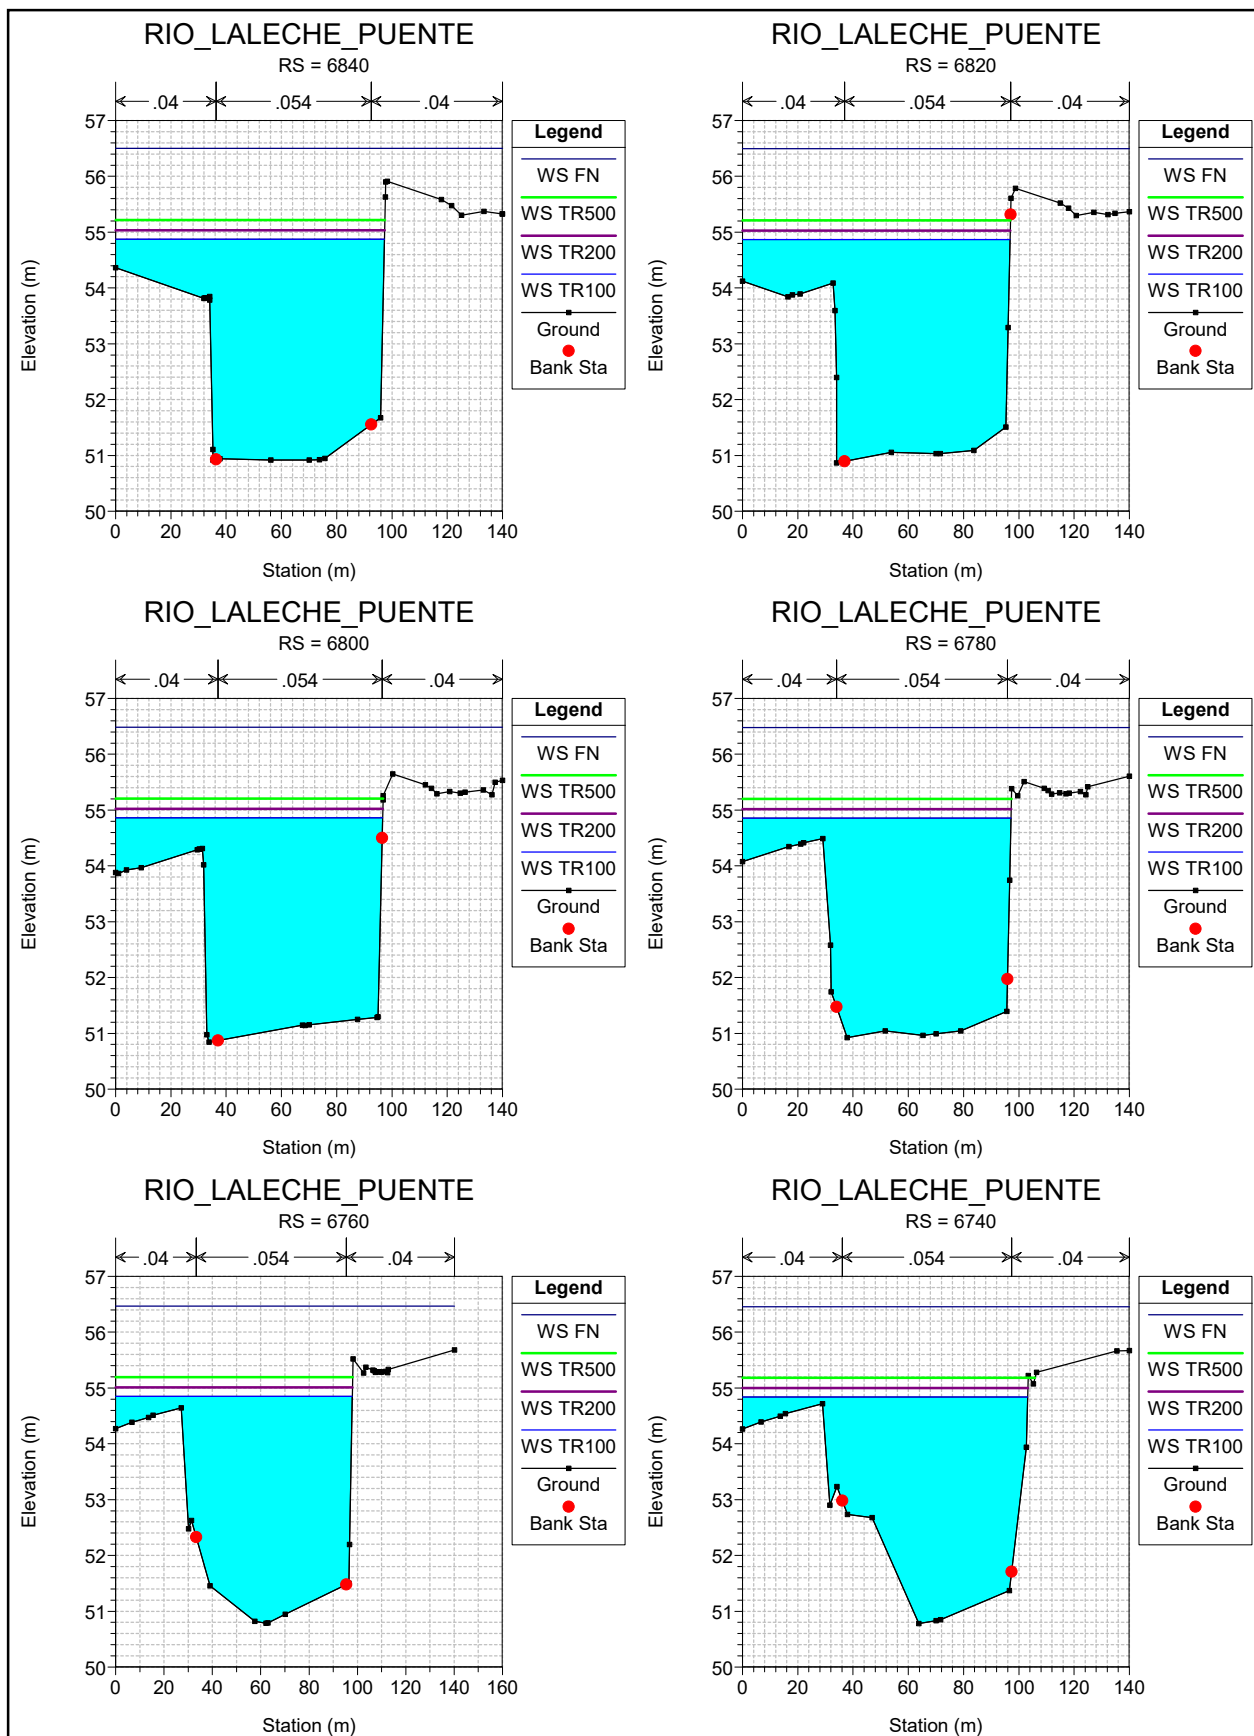 RIO_LALECHE_PUENTE
RS = 6840
.04 .054 .04
57
56
55
54
53
52
51
50
0 20 40 60 80 100 120 140
Elevation (m)
Station (m)
Legend
WS FN
WS TR500
WS TR200
WS TR100
Ground
Bank Sta
RIO_LALECHE_PUENTE
RS = 6820
.04 .054 .04
57
56
55
54
53
52
51
50
0 20 40 60 80 100 120 140
Elevation (m)
Station (m)
Legend
WS FN
WS TR500
WS TR200
WS TR100
Ground
Bank Sta
RIO_LALECHE_PUENTE
RS = 6800
.04 .054 .04
57
56
55
54
53
52
51
50
0 20 40 60 80 100 120 140
Elevation (m)
Station (m)
Legend
WS FN
WS TR500
WS TR200
WS TR100
Ground
Bank Sta
RIO_LALECHE_PUENTE
RS = 6780
.04 .054 .04
57
56
55
54
53
52
51
50
0 20 40 60 80 100 120 140
Elevation (m)
Station (m)
Legend
WS FN
WS TR500
WS TR200
WS TR100
Ground
Bank Sta
RIO_LALECHE_PUENTE
RS = 6760
.04 .054 .04
57
56
55
54
53
52
51
50
0 20 40 60 80 100 120 140 160
Elevation (m)
Station (m)
Legend
WS FN
WS TR500
WS TR200
WS TR100
Ground
Bank Sta
RIO_LALECHE_PUENTE
RS = 6740
.04 .054 .04
57
56
55
54
53
52
51
50
0 20 40 60 80 100 120 140
Elevation (m)
Station (m)
Legend
WS FN
WS TR500
WS TR200
WS TR100
Ground
Bank Sta